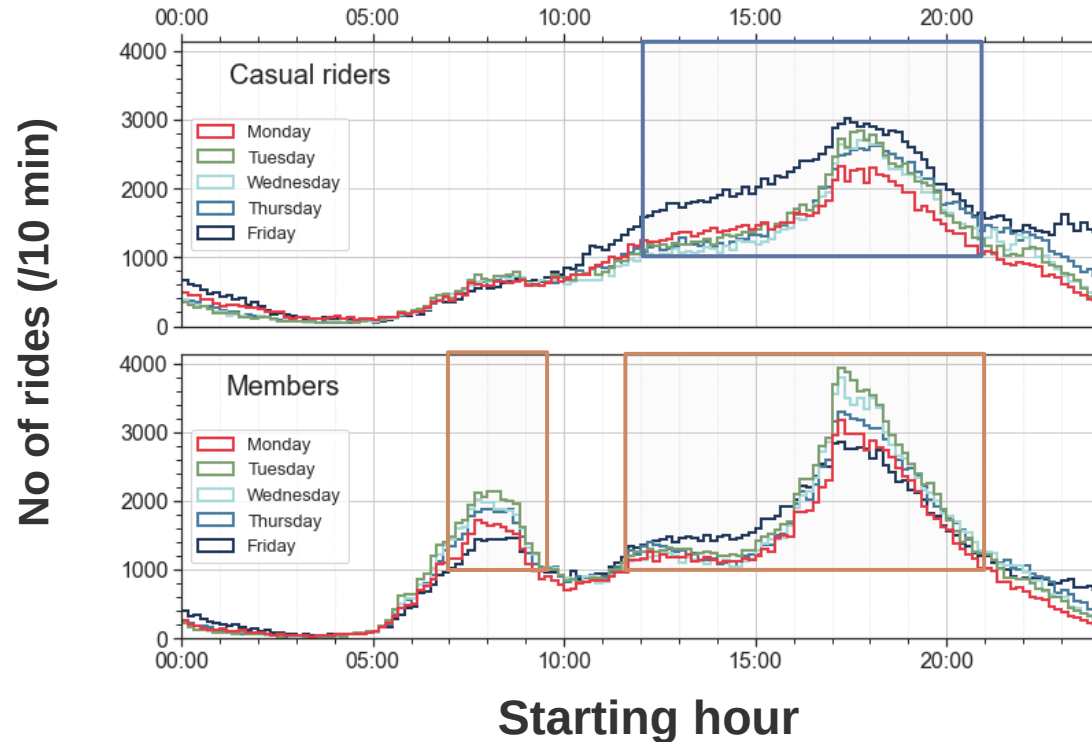 00:00 05:00 10:00 15:00 20:00
No of rides (/10 min)
4000
3000
2000
1000
0
Casual riders
Monday
Tuesday
Wednesday
Thursday
Friday
4000
3000
2000
1000
0
Members
Monday
Tuesday
Wednesday
Thursday
Friday
00:00 05:00 10:00 15:00 20:00
Starting hour